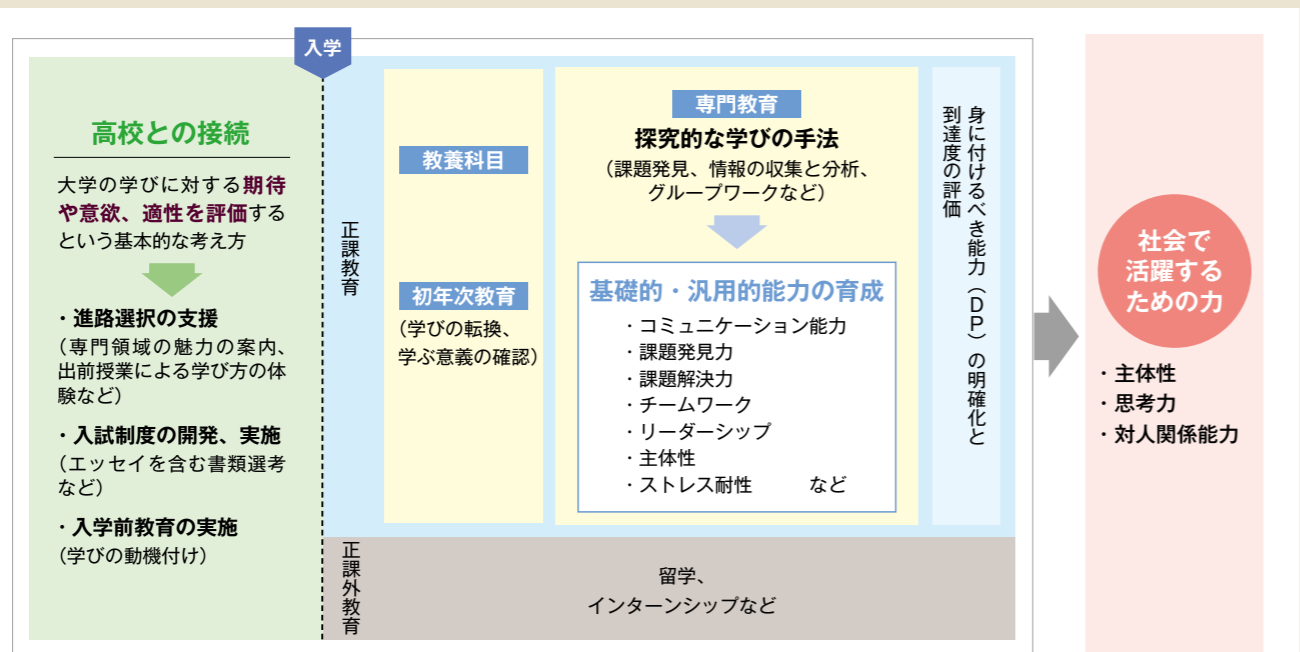 入学
高校との接続
大学の学びに対する期待
や意欲、適性を評価する
という基本的な考え方
・進路選択の支援
（専門領域の魅力の案内、
出前授業による学び方の体
験など）
・入試制度の開発、実施
（エッセイを含む書類選考
など）
・入学前教育の実施
（学びの動機付け）
正課教育
教養科目
初年次教育
（学びの転換、
学ぶ意義の確認）
専門教育
探究的な学びの手法
（課題発見、情報の収集と分析、
グループワークなど）
基礎的・汎用的能力の育成
・コミュニケーション能力
・課題発見力
・課題解決力
・チームワーク
・リーダーシップ
・主体性
・ストレス耐性　　など
身に付けるべき能力（DP）の明確化と
到達度の評価
正課外教育
留学、
インターンシップなど
社会で
活躍する
ための力
・主体性
・思考力
・対人関係能力